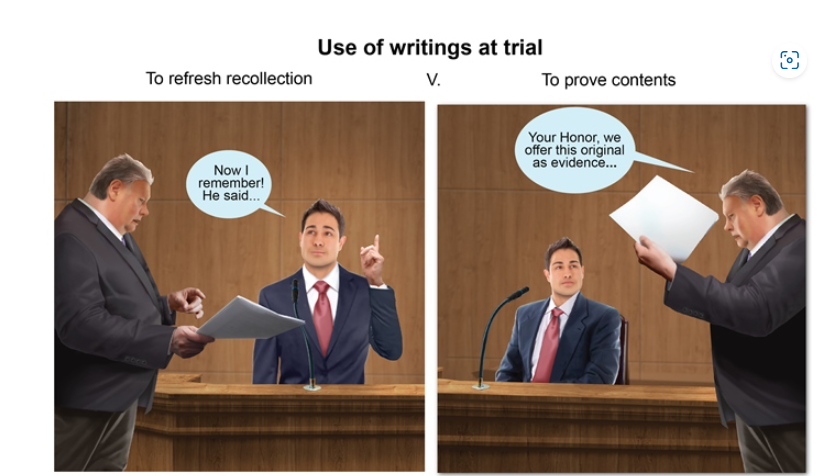 Use of writings at trial
To refresh recollection V. To prove contents
Now I
remember!
He said...
Your Honor, we
offer this original
as evidence...